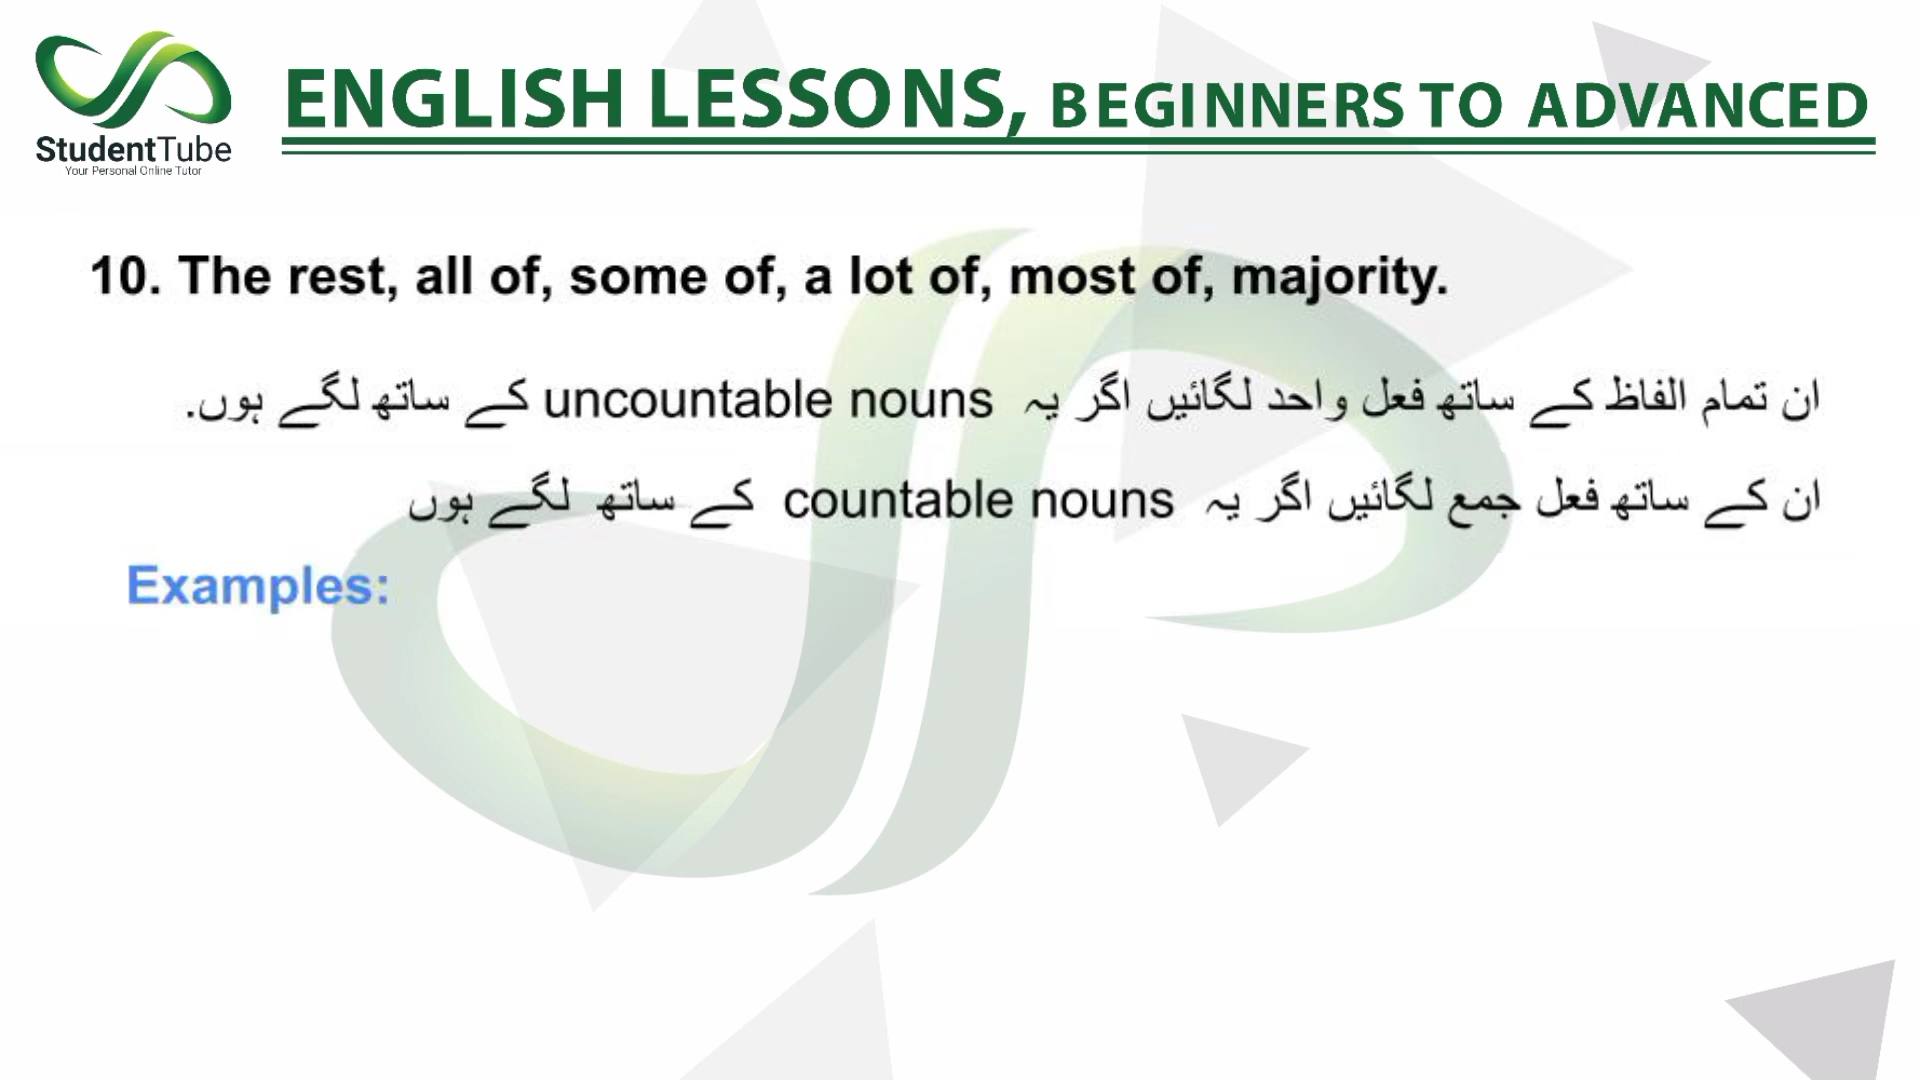 StudentTube
Your Personal Online Tutor
ENGLISH LESSONS, BEGINNERS TO ADVANCED
10. The rest, all of, some of, a lot of, most of, majority.
ان تمام الفاظ کے ساتھ فعل واحد لگائیں اگر یہ uncountable nouns کے ساتھ لگے ہوں.
ان کے ساتھ فعل جمع لگائیں اگر یہ countable nouns کے ساتھ لگے ہوں
Examples: